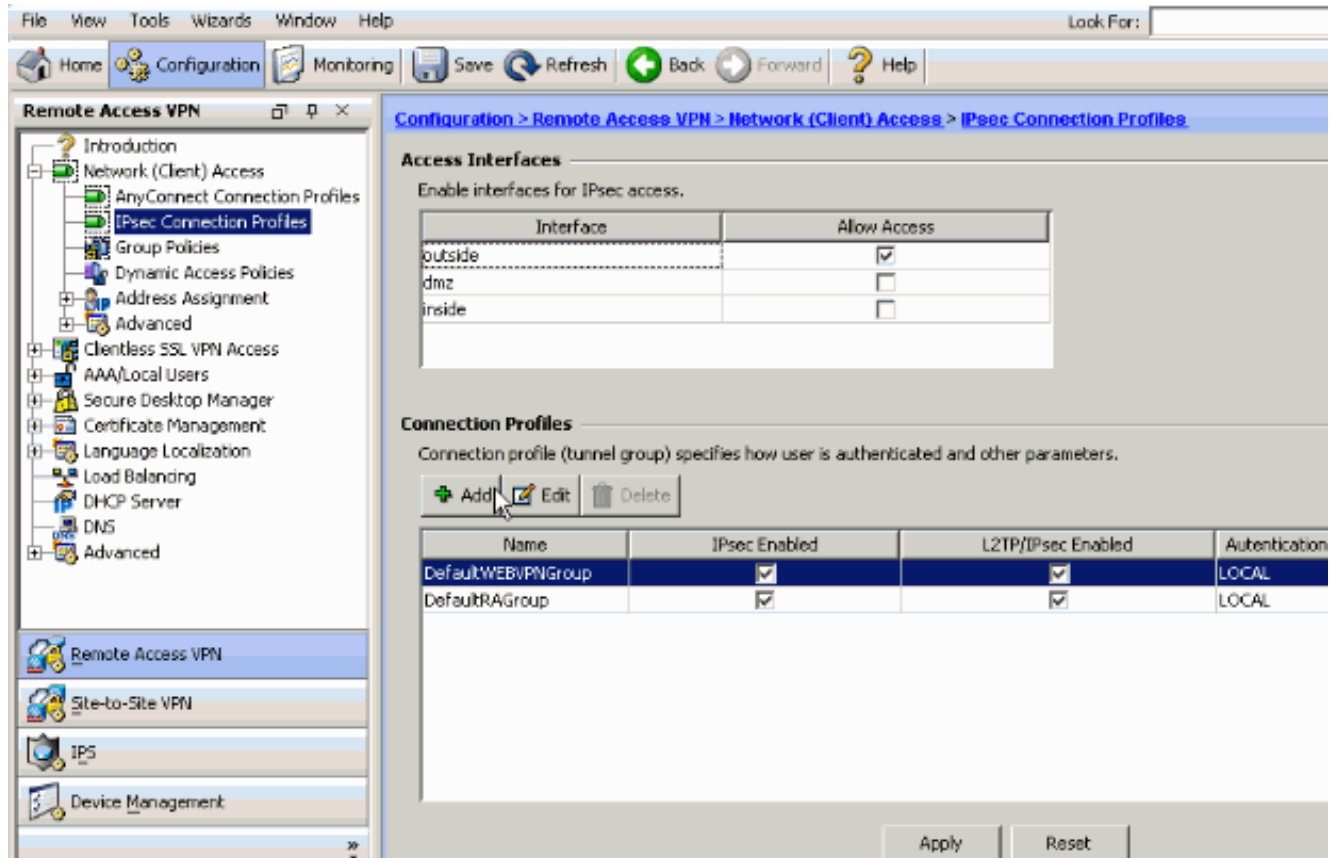 File View Tools Wizards Window Help Look For:
Home Configuration Monitoring Save Refresh Back Forward Help
Remote Access VPN
Introduction
Network (Client) Access
AnyConnect Connection Profiles
IPsec Connection Profiles
Group Policies
Dynamic Access Policies
Address Assignment
Advanced
Clientless SSL VPN Access
AAA/Local Users
Secure Desktop Manager
Certificate Management
Language Localization
Load Balancing
DHCP Server
DNS
Advanced
Remote Access VPN
Site-to-Site VPN
IPS
Device Management
Configuration > Remote Access VPN > Network (Client) Access > IPsec Connection Profiles
Access Interfaces
Enable interfaces for IPsec access.
Interface Allow Access
outside
dmz
inside
Connection Profiles
Connection profile (tunnel group) specifies how user is authenticated and other parameters.
Add Edit Delete
Name IPsec Enabled L2TP/IPsec Enabled Autentication
DefaultWEBVPNGroup LOCAL
DefaultRAGroup LOCAL
Apply Reset